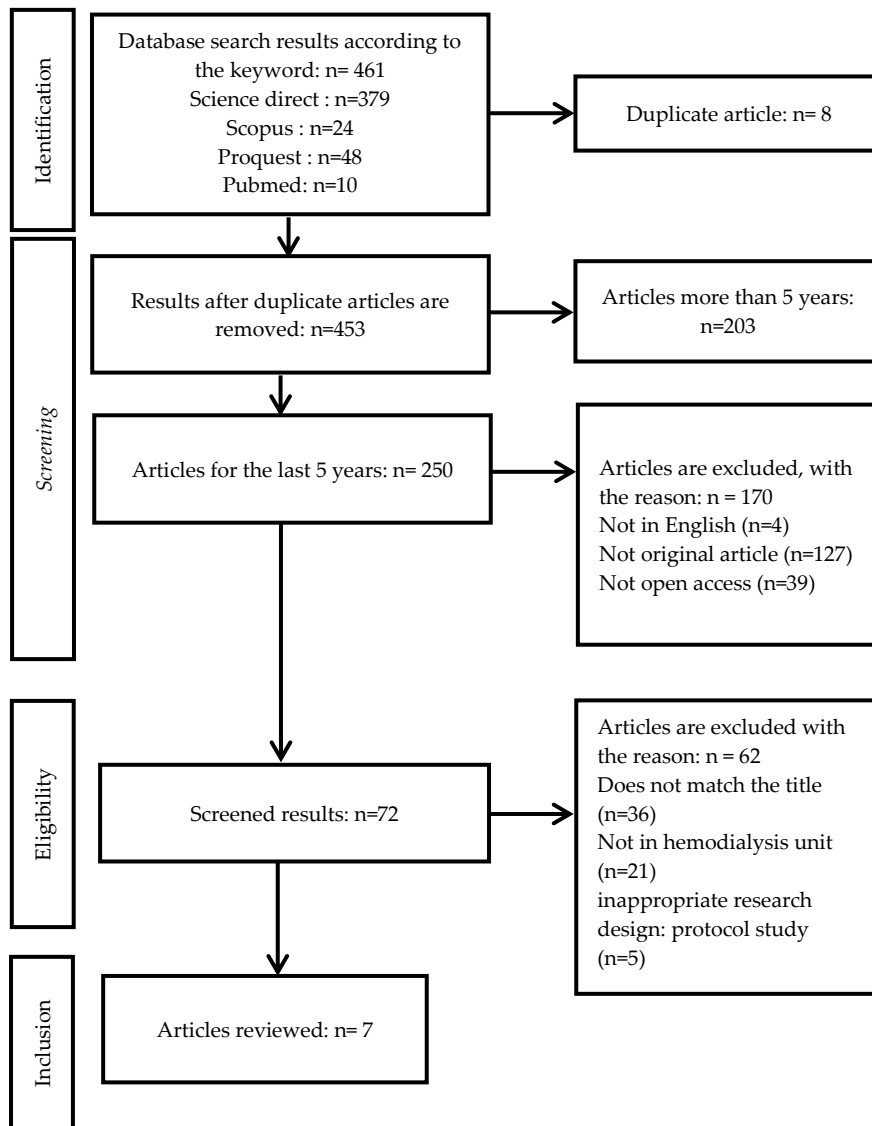 Identification
Database search results according to
the keyword: n= 461
Science direct : n=379
Scopus : n=24
Proquest : n=48
Pubmed: n=10
Duplicate article: n= 8
Screening
Results after duplicate articles are
removed: n=453
Articles more than 5 years:
n=203
Articles for the last 5 years: n= 250
Articles are excluded, with
the reason: n = 170
Not in English (n=4)
Not original article (n=127)
Not open access (n=39)
Eligibility
Screened results: n=72
Articles are excluded with
the reason: n = 62
Does not match the title
(n=36)
Not in hemodialysis unit
(n=21)
inappropriate research
design: protocol study
(n=5)
Inclusion
Articles reviewed: n= 7